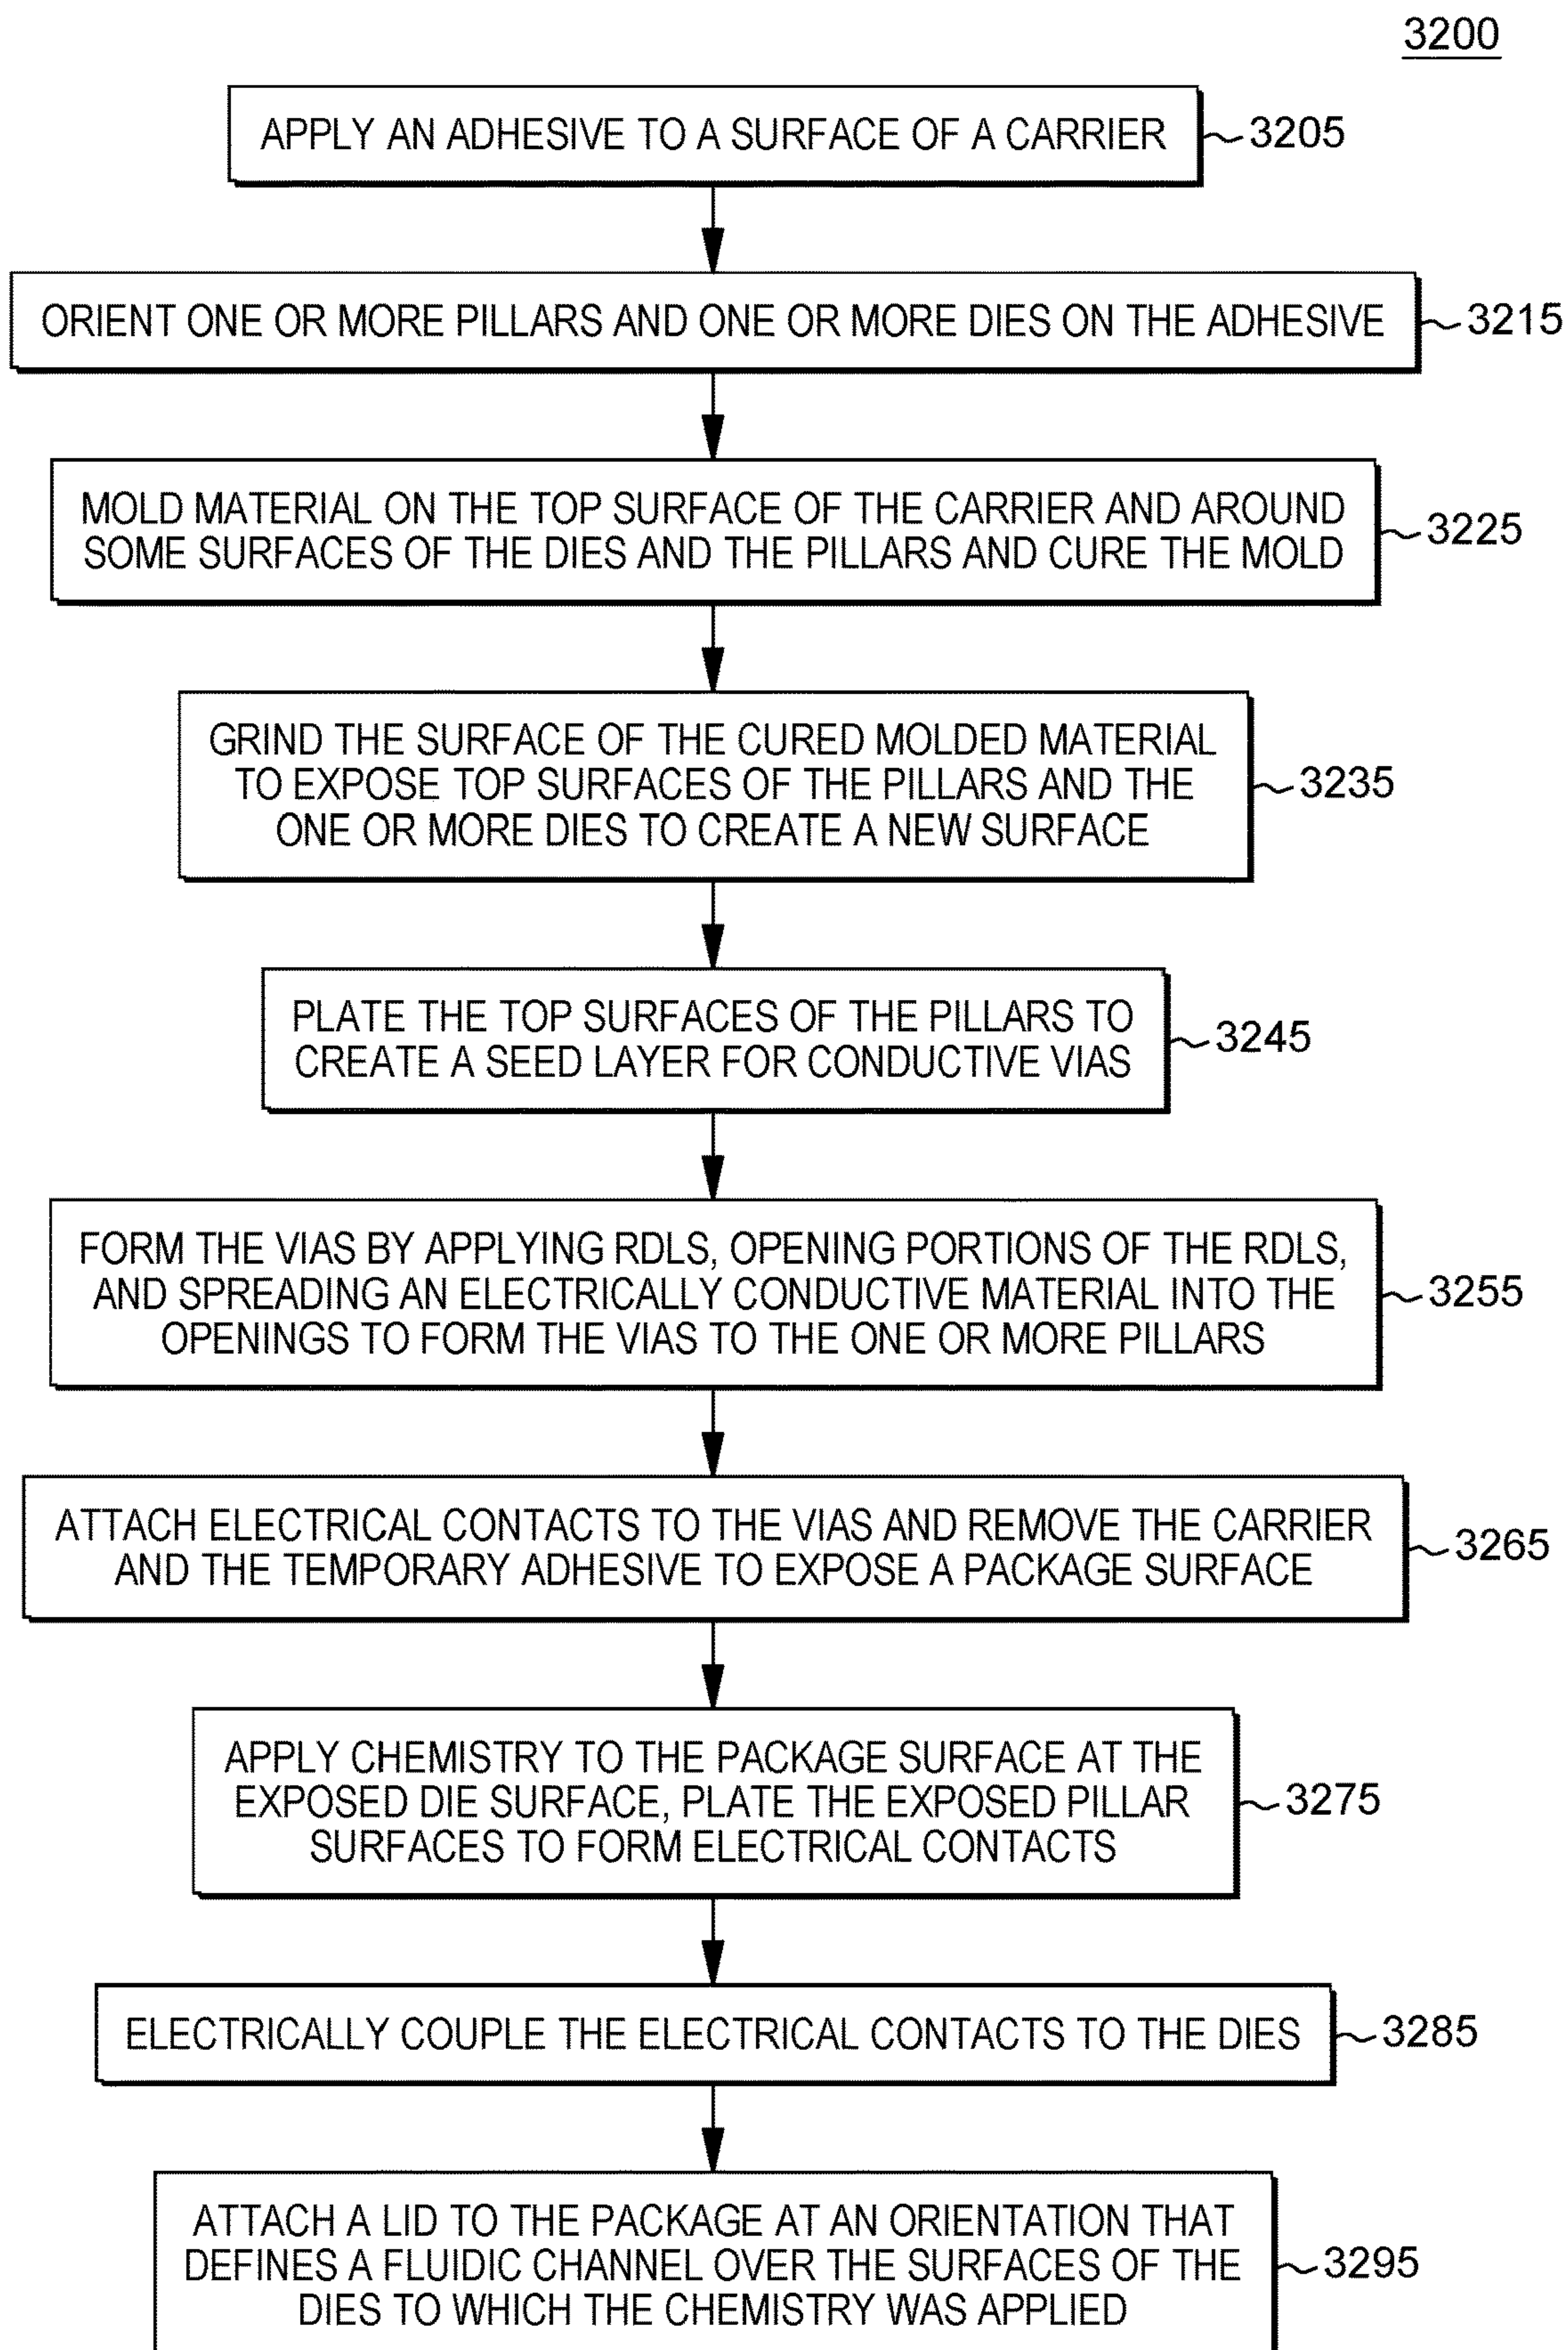 3200
APPLY AN ADHESIVE TO A SURFACE OF A CARRIER
3205
ORIENT ONE OR MORE PILLARS AND ONE OR MORE DIES ON THE ADHESIVE
3215
MOLD MATERIAL ON THE TOP SURFACE OF THE CARRIER AND AROUND
SOME SURFACES OF THE DIES AND THE PILLARS AND CURE THE MOLD
3225
GRIND THE SURFACE OF THE CURED MOLDED MATERIAL
TO EXPOSE TOP SURFACES OF THE PILLARS AND THE
ONE OR MORE DIES TO CREATE A NEW SURFACE
3235
PLATE THE TOP SURFACES OF THE PILLARS TO
CREATE A SEED LAYER FOR CONDUCTIVE VIAS
3245
FORM THE VIAS BY APPLYING RDLS, OPENING PORTIONS OF THE RDLS,
AND SPREADING AN ELECTRICALLY CONDUCTIVE MATERIAL INTO THE
OPENINGS TO FORM THE VIAS TO THE ONE OR MORE PILLARS
3255
ATTACH ELECTRICAL CONTACTS TO THE VIAS AND REMOVE THE CARRIER
AND THE TEMPORARY ADHESIVE TO EXPOSE A PACKAGE SURFACE
3265
APPLY CHEMISTRY TO THE PACKAGE SURFACE AT THE
EXPOSED DIE SURFACE, PLATE THE EXPOSED PILLAR
SURFACES TO FORM ELECTRICAL CONTACTS
3275
ELECTRICALLY COUPLE THE ELECTRICAL CONTACTS TO THE DIES
3285
ATTACH A LID TO THE PACKAGE AT AN ORIENTATION THAT
DEFINES A FLUIDIC CHANNEL OVER THE SURFACES OF THE
DIES TO WHICH THE CHEMISTRY WAS APPLIED
3295